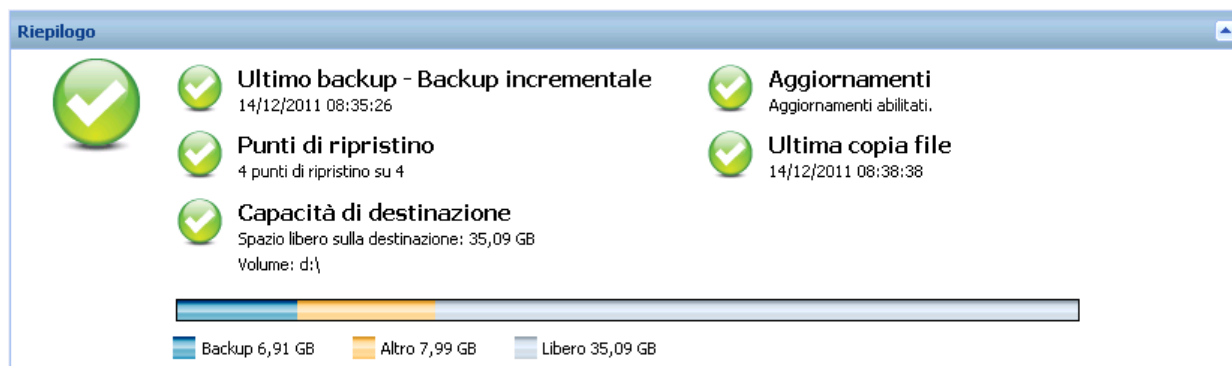 Riepilogo
Ultimo backup - Backup incrementale
14/12/2011 08:35:26
Aggiornamenti
Aggiornamenti abilitati.
Punti di ripristino
4 punti di ripristino su 4
Ultima copia file
14/12/2011 08:38:38
Capacità di destinazione
Spazio libero sulla destinazione: 35,09 GB
Volume: d:\
Backup 6,91 GB
Altro 7,99 GB
Libero 35,09 GB